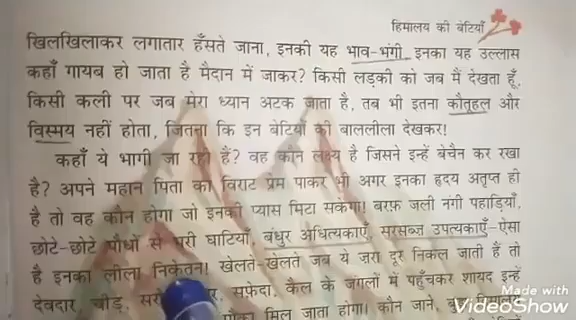 हिमालय की बेटियाँ
खिलखिलाकर लगातार हँसते जाना, इनकी यह भाव-भंगी, इनका यह उल्लास
कहाँ गायब हो जाता है मैदान में जाकर? किसी लड़की को जब मैं देखता हूँ,
किसी कली पर जब मेरा ध्यान अटक जाता है, तब भी इतना कौतूहल और
विस्मय नहीं होता, जितना कि इन बेटियों की बाललीला देखकर!
कहाँ ये भागी जा रही हैं? वह कौन लक्ष्य है जिसने इन्हें बेचैन कर रखा
है? अपने महान पिता का विराट प्रेम पाकर भी अगर इनका हृदय अतृप्त ही
है तो वह कौन होगा जो इनकी प्यास मिटा सकेगा! बरफ़ जली नंगी पहाड़ियाँ,
छोटे-छोटे पौधों से भरी घाटियाँ, बंधुर अधित्यकाएँ, सरसब्ज़ उपत्यकाएँ-ऐसा
है इनका लीला निकेतन! खेलते-खेलते जब ये ज़रा दूर निकल जाती हैं तो
देवदार, चीड़, सफ़ेदा, कैल के जंगलों में पहुँचकर शायद इन्हें
मौका मिल जाता होगा। कौन जाने,
Made with
VideoShow